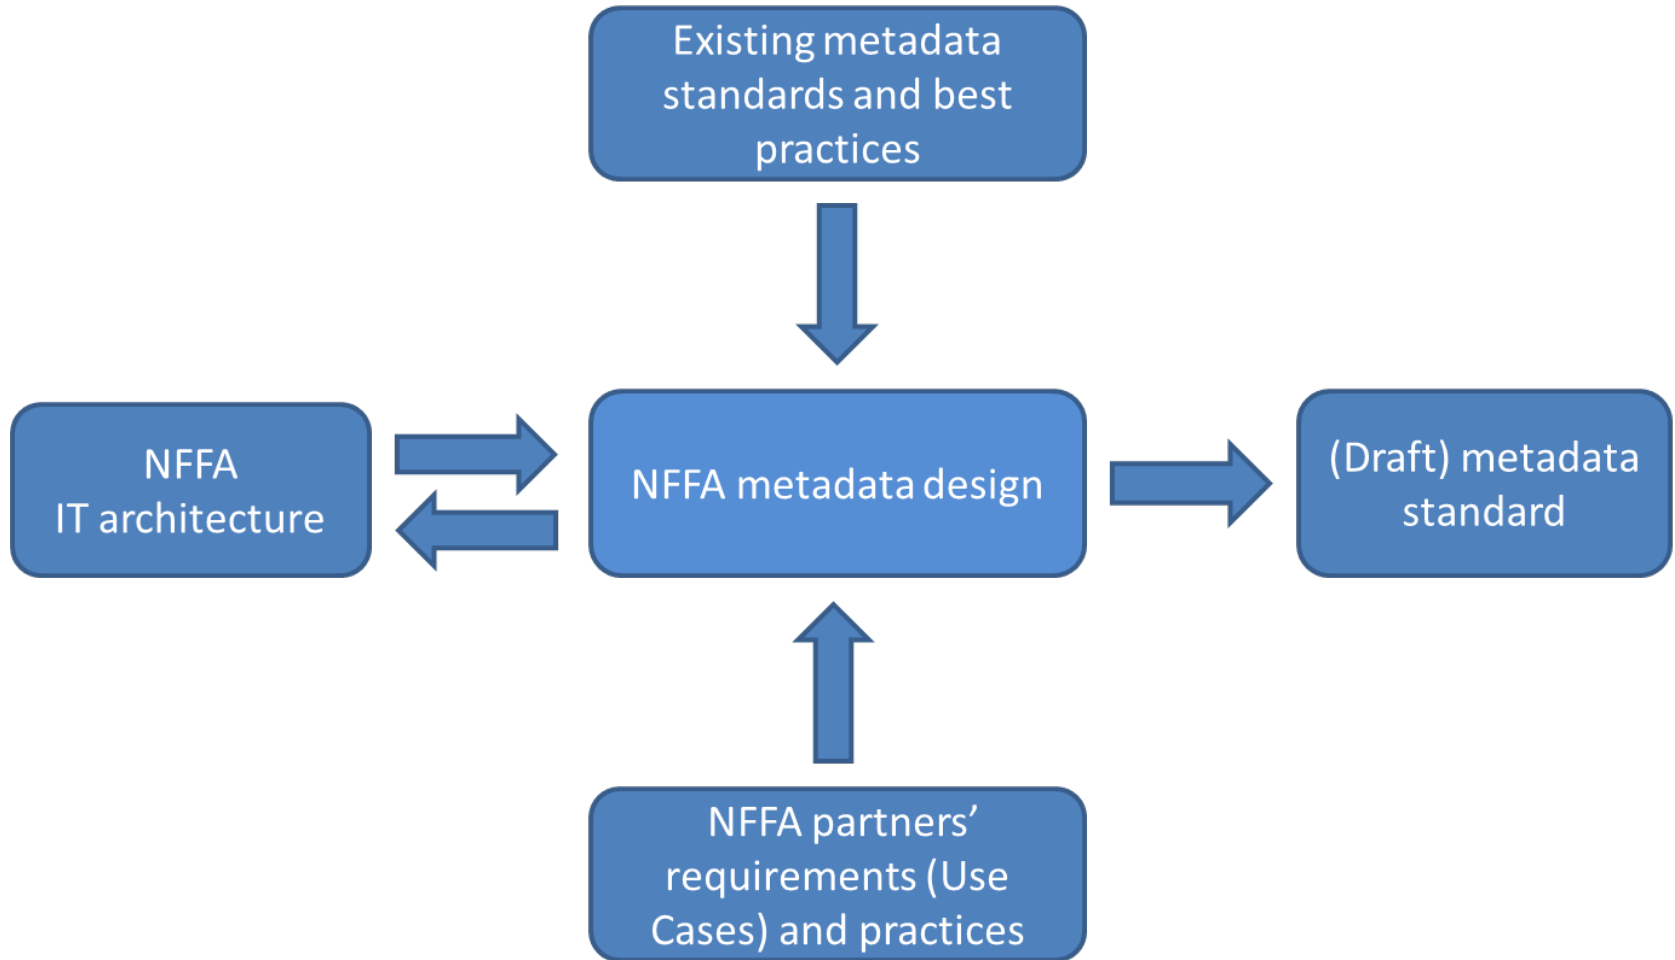 Existing metadata
standards and best
practices
NFFA
IT architecture
NFFA metadata design
(Draft) metadata
standard
NFFA partners’
requirements (Use
Cases) and practices